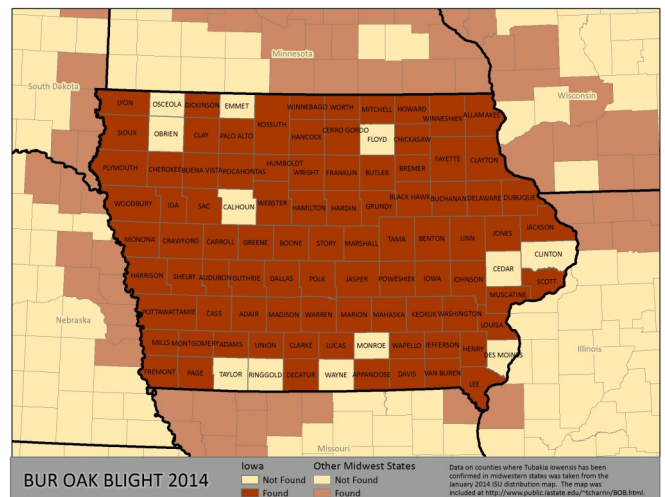 Minnesota
South Dakota
Wisconsin
LYON OSCEOLA DICKINSON EMMET WINNEBAGO WORTH MITCHELL HOWARD
KOSSUTH WINNESHIEK ALLAMAKEE
SIOUX OBRIEN CLAY PALO ALTO HANCOCK CERRO GORDO FLOYD CHICKASAW
HUMBOLDT FAYETTE CLAYTON
PLYMOUTH CHEROKEE BUENA VISTA POCAHONTAS WRIGHT FRANKLIN BUTLER BREMER
WOODBURY IDA SAC CALHOUN WEBSTER HAMILTON HARDIN GRUNDY BLACK HAWK BUCHANAN DELAWARE DUBUQUE
MONONA CRAWFORD CARROLL GREENE BOONE STORY MARSHALL TAMA BENTON LINN JONES JACKSON
CLINTON
CEDAR
HARRISON SHELBY AUDUBON GUTHRIE DALLAS POLK JASPER POWESHIEK IOWA JOHNSON SCOTT
MUSCATINE
POTTAWATTAMIE CASS ADAIR MADISON WARREN MARION MAHASKA KEOKUK WASHINGTON
LOUISA
Nebraska
Illinois
MILLS MONTGOMERY ADAMS UNION CLARKE LUCAS MONROE WAPELLO JEFFERSON HENRY DES MOINES
FREMONT PAGE TAYLOR RINGGOLD DECATUR WAYNE APPANOOSE DAVIS VAN BUREN LEE
Missouri
BUR OAK BLIGHT 2014
Iowa
Not Found
Found
Other Midwest States
Not Found
Found
Data on counties where Tubakia iowensis has been
confirmed in midwestern states was taken from the
January 2014 ISU distribution map. The map was
included at http://www.public.iastate.edu/~tcharrin/BOB.html.